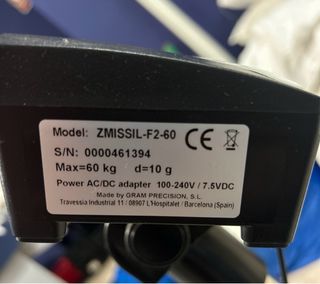 Model: ZMISSIL-F2-60 CE
S/N: 0000461394
Max=60 kg d=10 g
Power AC/DC adapter 100-240V / 7.5VDC
Made by GRAM PRECISION, S.L.
Travessia Industrial 11 / 08907 L'Hospitalet / Barcelona (Spain)